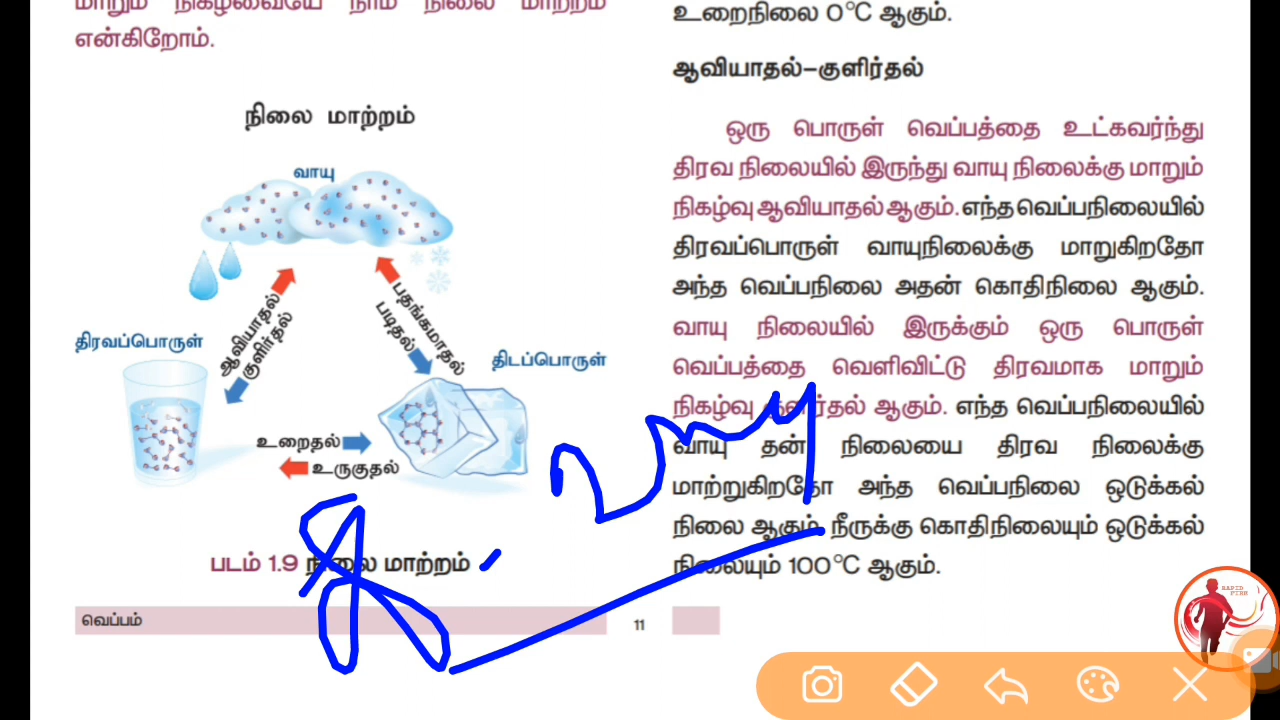 மாறும் நிகழ்வையே நாம் நிலை மாற்றம்
என்கிறோம்.
நிலை மாற்றம்
வாயு
ஆவியாதல்
குளிர்தல்
பதங்கமாதல்
படிதல்
திரவப்பொருள்
திடப்பொருள்
உறைதல்
உருகுதல்
படம் 1.9 நிலை மாற்றம்
உறைநிலை 0°C ஆகும்.
ஆவியாதல்–குளிர்தல்
ஒரு பொருள் வெப்பத்தை உட்கவர்ந்து
திரவ நிலையில் இருந்து வாயு நிலைக்கு மாறும்
நிகழ்வு ஆவியாதல் ஆகும். எந்த வெப்பநிலையில்
திரவப்பொருள் வாயுநிலைக்கு மாறுகிறதோ
அந்த வெப்பநிலை அதன் கொதிநிலை ஆகும்.
வாயு நிலையில் இருக்கும் ஒரு பொருள்
வெப்பத்தை வெளிவிட்டு திரவமாக மாறும்
நிகழ்வு குளிர்தல் ஆகும். எந்த வெப்பநிலையில்
வாயு தன் நிலையை திரவ நிலைக்கு
மாற்றுகிறதோ அந்த வெப்பநிலை ஒடுக்கல்
நிலை ஆகும். நீருக்கு கொதிநிலையும் ஒடுக்கல்
நிலையும் 100°C ஆகும்.
வெப்பம்
11
RAPID
FIRE